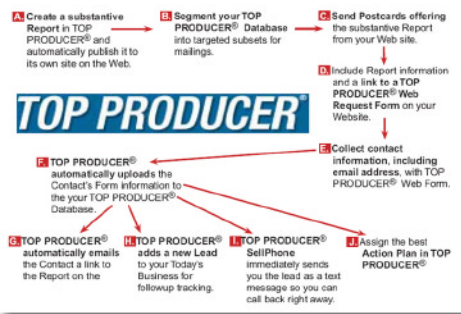 A. Create a substantive
Report in TOP
PRODUCER® and
automatically publish it to
its own site on the Web.
B. Segment your TOP
PRODUCER® Database
into targeted subsets for
mailings.
C. Send Postcards offering
the substantive Report
from your Web site.
D. Include Report information
and a link to a TOP
PRODUCER® Web
Request Form on your
Website.
TOP PRODUCER®
E. Collect contact
information, including
email address, with TOP
PRODUCER® Web Form.
F. TOP PRODUCER®
automatically uploads the
Contact's Form information to
the your TOP PRODUCER®
Database.
G. TOP PRODUCER®
automatically emails
the Contact a link to
the Report on the
H. TOP PRODUCER®
adds a new Lead
to your Today's
Business for
followup tracking.
I. TOP PRODUCER®
SellPhone
immediately sends
you the lead as a text
message so you can
call back right away.
J. Assign the best
Action Plan in TOP
PRODUCER®